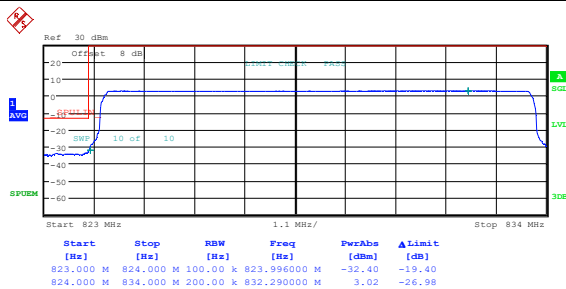 R S
Ref 30 dBm
Offset 8 dB
LIMIT CHECK PASS
20
10
0
-10
-20
-30
-40
-50
-60
1
AVG
SWP 10 of 10
SPUEM
A
SGL
LVL
3DB
Start 823 MHz 1.1 MHz/ Stop 834 MHz
Start Stop RBW Freq PwrAbs ΔLimit
[Hz] [Hz] [Hz] [Hz] [dBm] [dB]
823.000 M 824.000 M 100.00 k 823.996000 M -32.40 -19.40
824.000 M 834.000 M 200.00 k 832.290000 M 3.02 -26.98